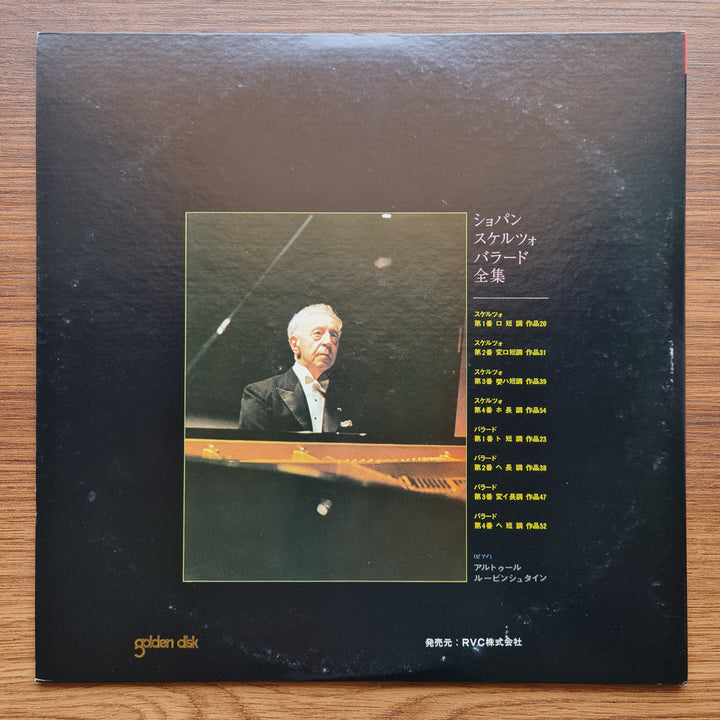 ショパン
スケルツォ
バラード
全集
スケルツォ
第1番 ロ 短 調 作品20
スケルツォ
第2番 変ロ短調 作品31
スケルツォ
第3番 嬰ハ短調 作品39
スケルツォ
第4番 ホ 長 調 作品54
バラード
第1番 ト 短 調 作品23
バラード
第2番 ヘ 長 調 作品38
バラード
第3番 変イ長調 作品47
バラード
第4番 ヘ 短 調 作品52
(ピアノ)
アルトゥール
ルービンシュタイン
golden disk
発売元：RVC株式会社